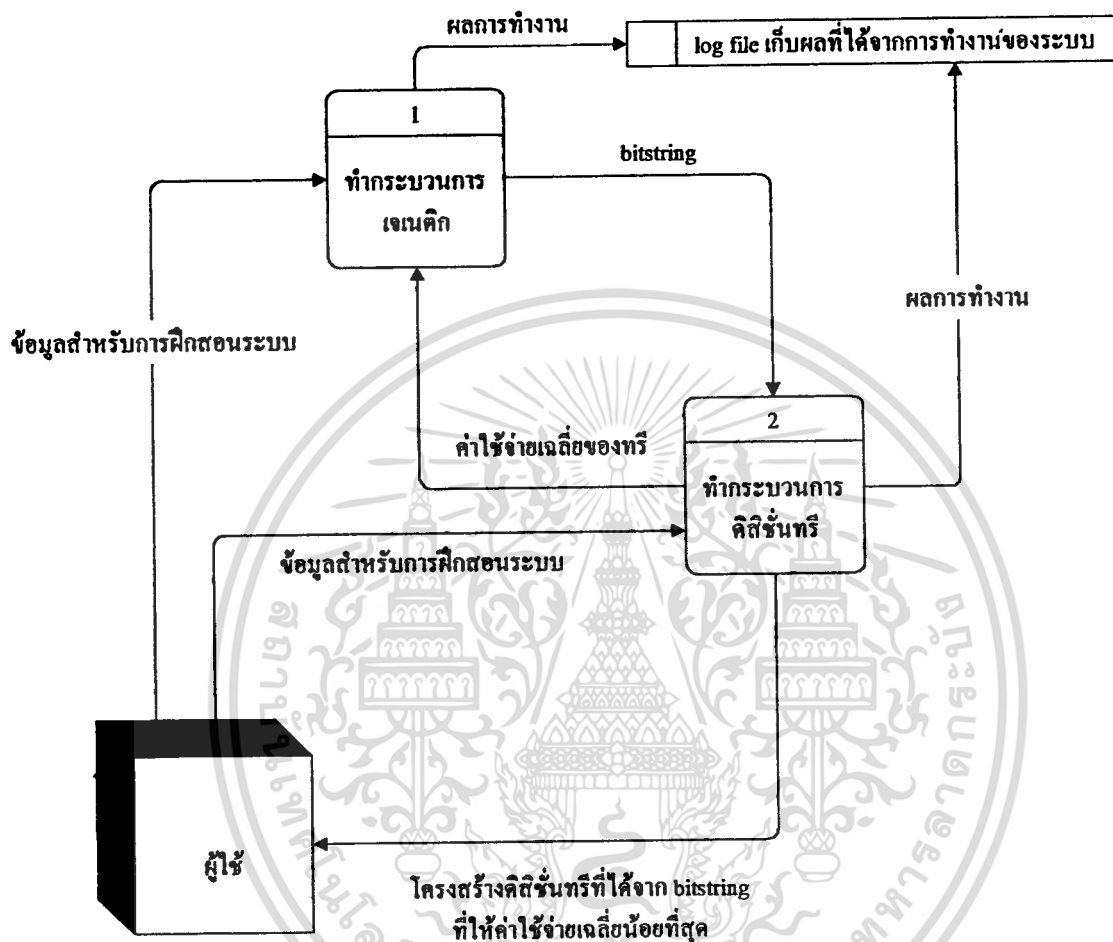 ผลการทำงาน
log file เก็บผลที่ได้จากการทำงานของระบบ
1
ทำกระบวนการ
เจเนติก
bitstring
ผลการทำงาน
ข้อมูลสำหรับการฝึกสอนระบบ
2
ทำกระบวนการ
ดิสิชั่นทรี
ค่าใช้จ่ายเฉลี่ยของทรี
ข้อมูลสำหรับการฝึกสอนระบบ
ผู้ใช้
โครงสร้างดิสิชั่นทรีที่ได้จาก bitstring
ที่ให้ค่าใช้จ่ายเฉลี่ยน้อยที่สุด